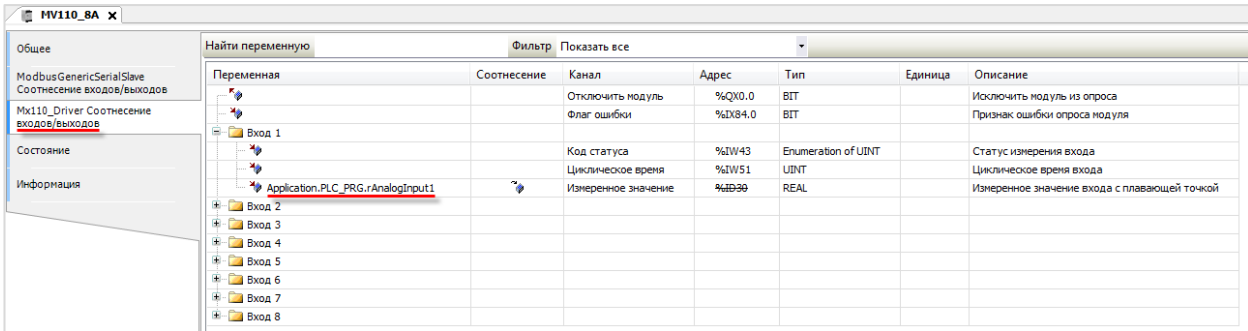 MV110_8A X
Общее
ModbusGenericSerialSlave
Соотнесение входов/выходов
Mx110_Driver Соотнесение
входов/выходов
Состояние
Информация
Найти переменную Фильтр Показать все
Переменная Соотнесение Канал Адрес Тип Единица Описание
Отключить модуль %QX0.0 BIT Исключить модуль из опроса
Флаг ошибки %IX84.0 BIT Признак ошибки опроса модуля
Вход 1
Код статуса %IW43 Enumeration of UINT Статус измерения входа
Циклическое время %IW51 UINT Циклическое время входа
Application.PLC_PRG.rAnalogInput1 Измеренное значение %ID30 REAL Измеренное значение входа с плавающей точкой
Вход 2
Вход 3
Вход 4
Вход 5
Вход 6
Вход 7
Вход 8